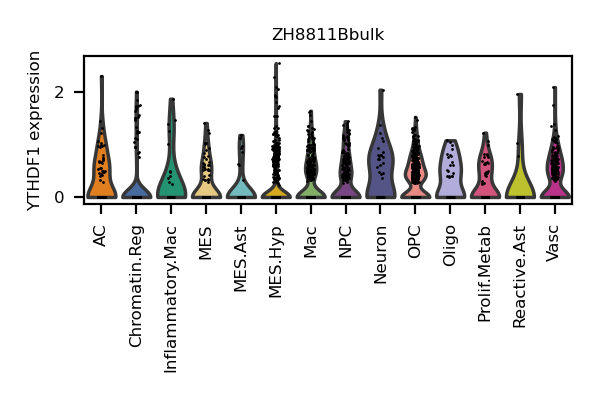 ZH8811Bbulk
YTHDF1 expression
2
0
AC
Chromatin.Reg
Inflammatory.Mac
MES
MES.Ast
MES.Hyp
Mac
NPC
Neuron
OPC
Oligo
Prolif.Metab
Reactive.Ast
Vasc